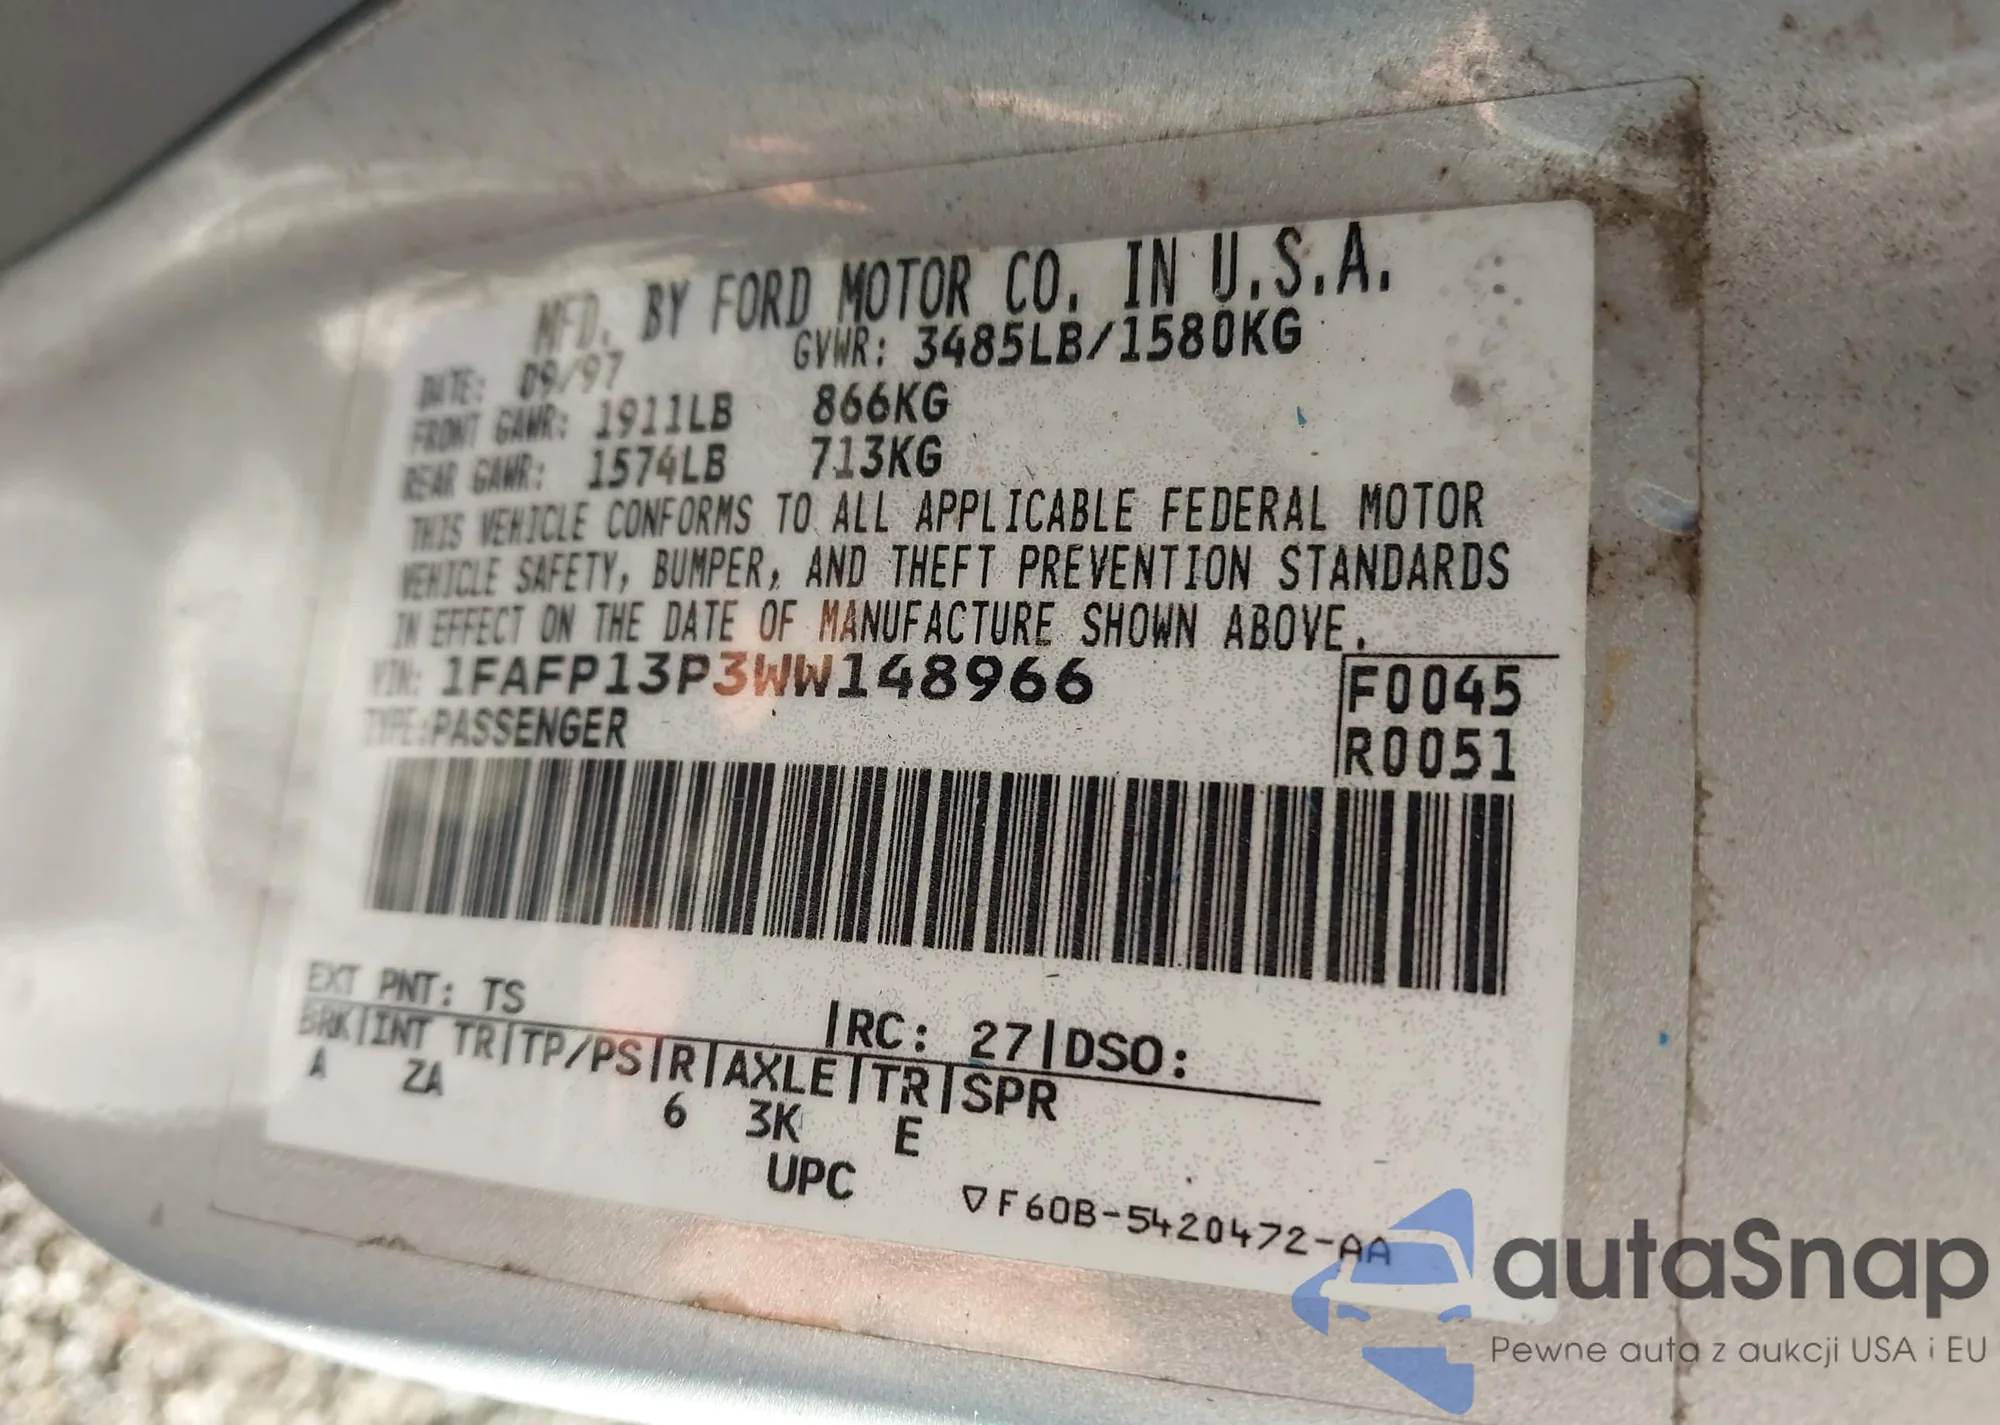 MFD. BY FORD MOTOR CO. IN U.S.A.
DATE: 09/97 GVWR: 3485LB/1580KG
FRONT GAWR: 1911LB 866KG
REAR GAWR: 1574LB 713KG
THIS VEHICLE CONFORMS TO ALL APPLICABLE FEDERAL MOTOR
VEHICLE SAFETY, BUMPER, AND THEFT PREVENTION STANDARDS
IN EFFECT ON THE DATE OF MANUFACTURE SHOWN ABOVE.
VIN: 1FAFP13P3WW148966 F0045
TYPE:PASSENGER R0051
EXT PNT: TS |RC: 27|DSO:
BRK|INT TR|TP/PS|R|AXLE|TR|SPR
A ZA 6 3K E
UPC ▽F60B-5420472-AA
autaSnap
Pewne auta z aukcji USA i EU